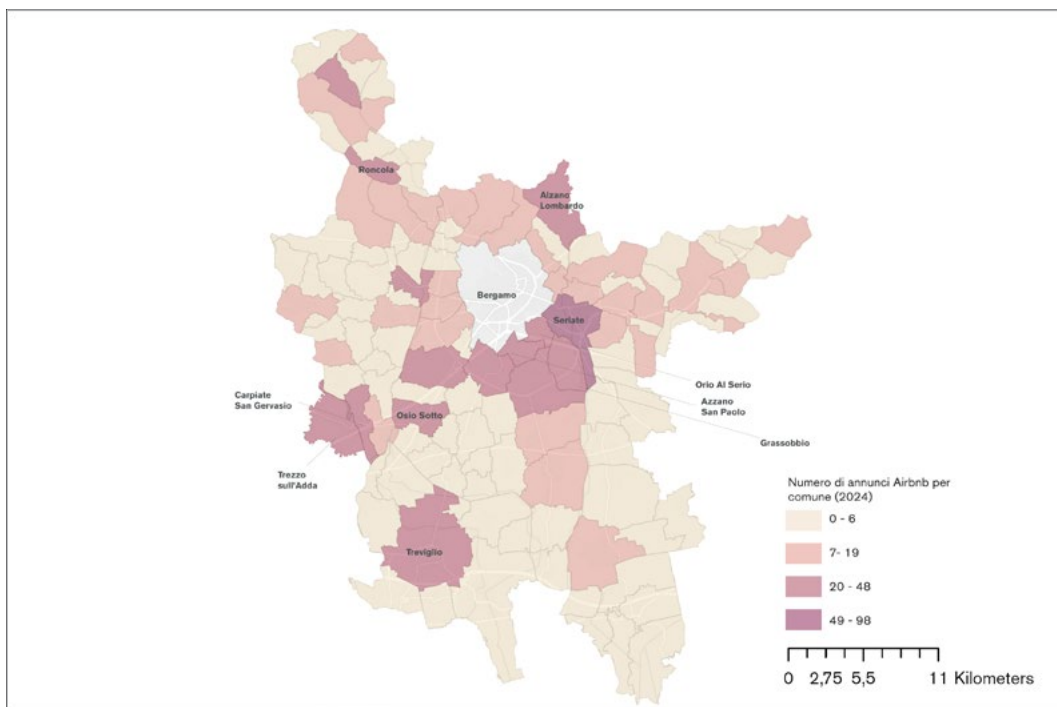 Roncola
Alzano
Lombardo
Bergamo
Seriate
Orio Al Serio
Carpiate
San Gervasio
Azzano
San Paolo
Osio Sotto
Grassobbio
Trezzo
sull'Adda
Treviglio
Numero di annunci Airbnb per
comune (2024)
0 - 6
7- 19
20 - 48
49 - 98
0 2,75 5,5 11 Kilometers